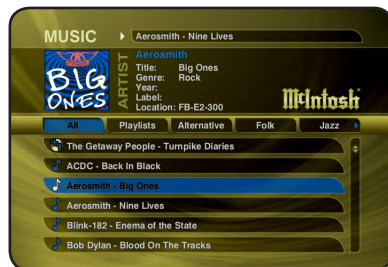 MUSIC
Aerosmith - Nine Lives
BIG
ONES
ARTIST
Aerosmith
Title: Big Ones
Genre: Rock
Year:
Label:
Location: FB-E2-300
McIntosh
All Playlists Alternative Folk Jazz
The Getaway People - Turnpike Diaries
ACDC - Back In Black
Aerosmith - Big Ones
Aerosmith - Nine Lives
Blink-182 - Enema of the State
Bob Dylan - Blood On The Tracks